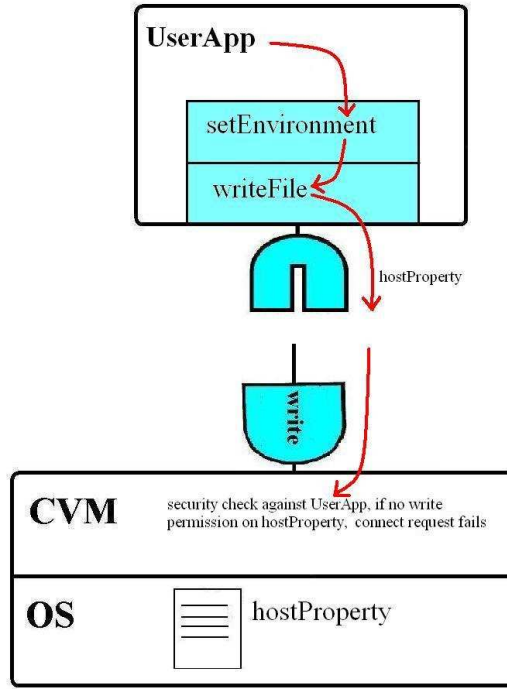 UserApp
setEnvironment
writeFile
hostProperty
write
CVM
security check against UserApp, if no write
permission on hostProperty, connect request fails
OS
hostProperty